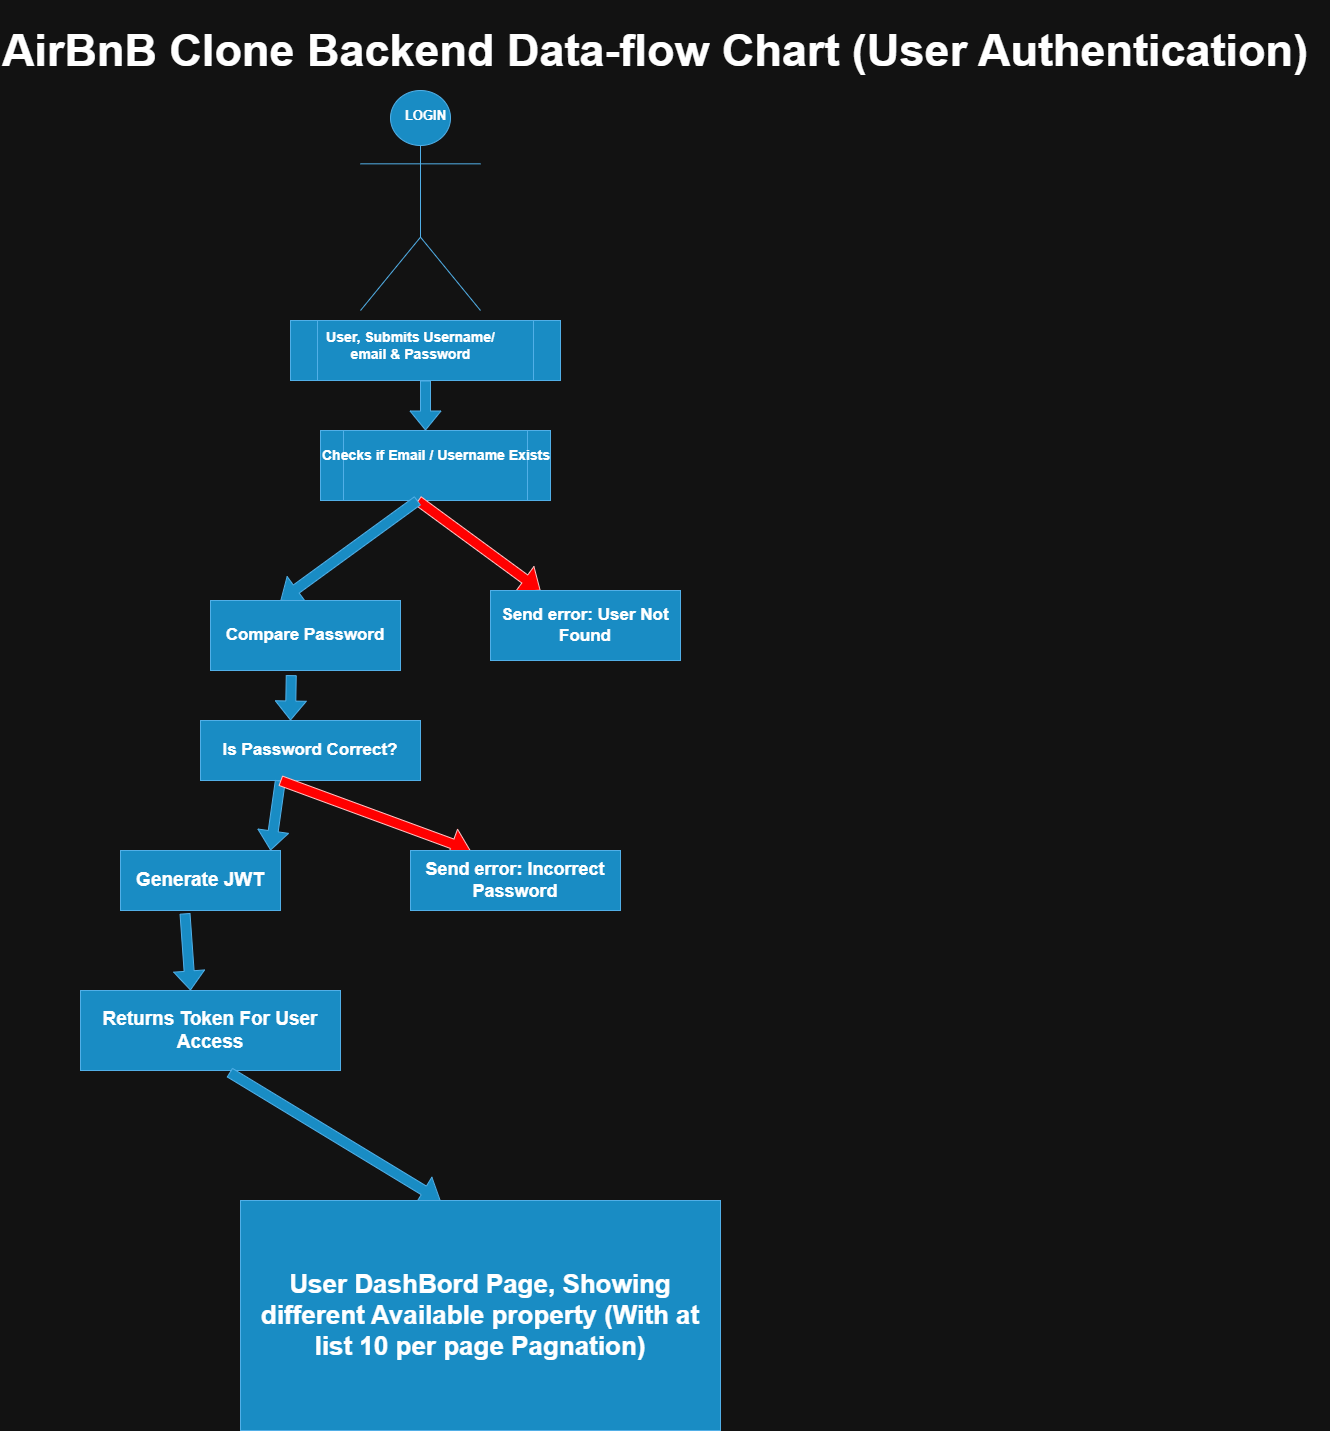 AirBnB Clone Backend Data-flow Chart (User Authentication)
LOGIN
User, Submits Username/
email & Password
Checks if Email / Username Exists
Compare Password
Send error: User Not
Found
Is Password Correct?
Generate JWT
Send error: Incorrect
Password
Returns Token For User
Access
User DashBord Page, Showing
different Available property (With at
list 10 per page Pagnation)